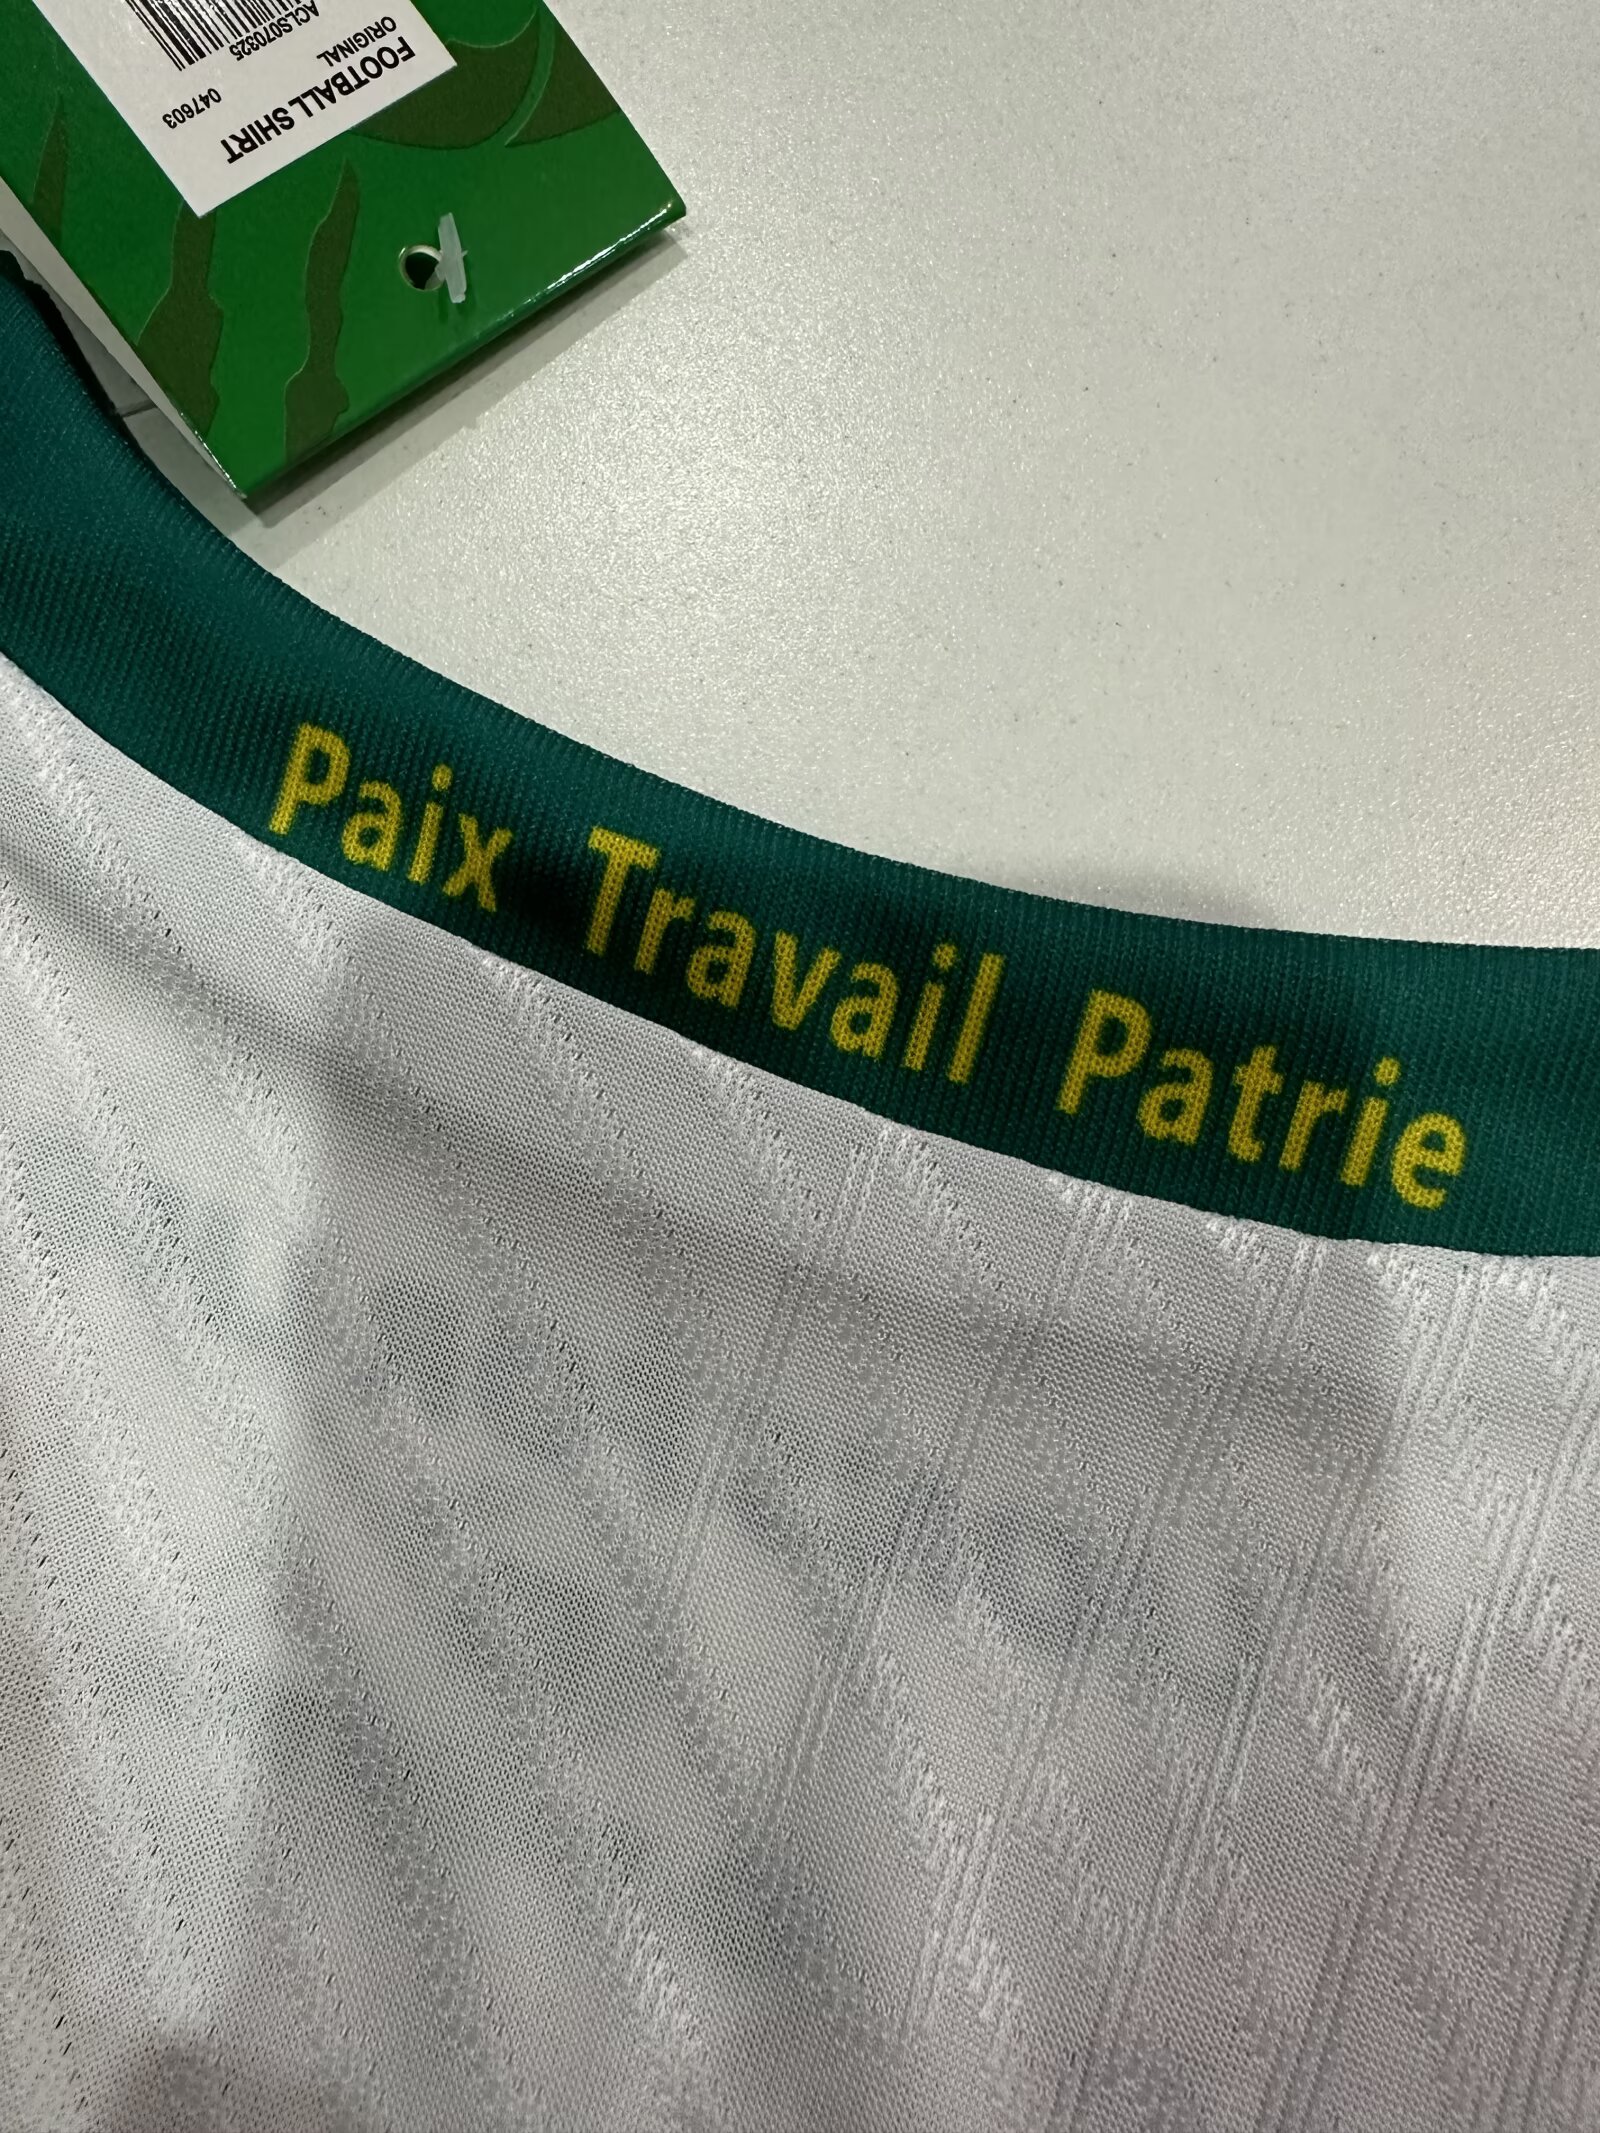 FOOTBALL SHIRT
047603
ORIGINAL
ACLS070325
Paix Travail Patrie